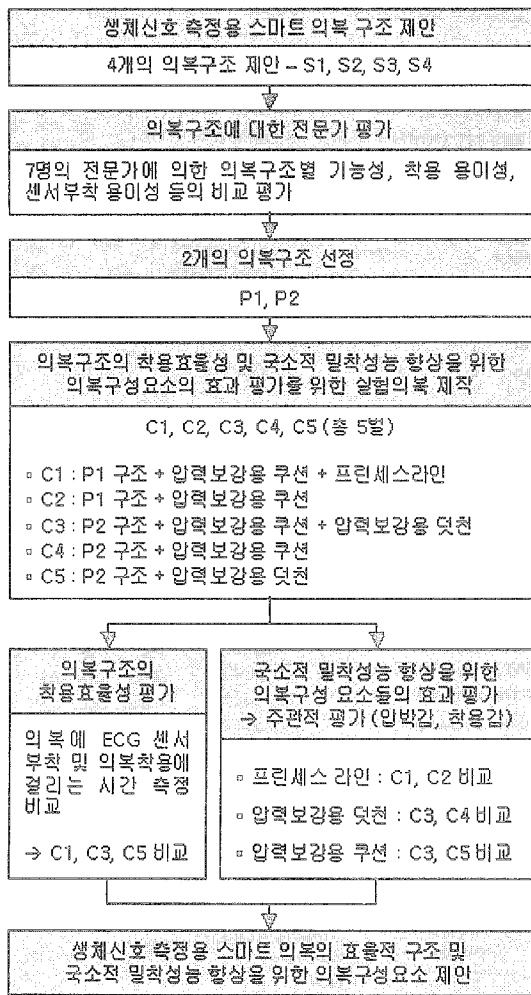 생체신호 측정용 스마트 의복 구조 제안
4개의 의복구조 제안 – S1, S2, S3, S4
의복구조에 대한 전문가 평가
7명의 전문가에 의한 의복구조별 기능성, 착용 용이성,
센서부착 용이성 등의 비교 평가
2개의 의복구조 선정
P1, P2
의복구조의 착용효율성 및 국소적 밀착성능 향상을 위한
의복구성요소의 효과 평가를 위한 실험의복 제작
C1, C2, C3, C4, C5 (총 5벌)
▫ C1 : P1 구조 + 압력보강용 쿠션 + 프린세스라인
▫ C2 : P1 구조 + 압력보강용 쿠션
▫ C3 : P2 구조 + 압력보강용 쿠션 + 압력보강용 덧천
▫ C4 : P2 구조 + 압력보강용 쿠션
▫ C5 : P2 구조 + 압력보강용 덧천
의복구조의
착용효율성 평가
의복에 ECG 센서
부착 및 의복착용에
걸리는 시간 측정
비교
→ C1, C3, C5 비교
국소적 밀착성능 향상을 위한
의복구성 요소들의 효과 평가
→ 주관적 평가 (압박감, 착용감)
▫ 프린세스 라인 : C1, C2 비교
▫ 압력보강용 덧천 : C3, C4 비교
▫ 압력보강용 쿠션 : C3, C5 비교
생체신호 측정용 스마트 의복의 효율적 구조 및
국소적 밀착성능 향상을 위한 의복구성요소 제안